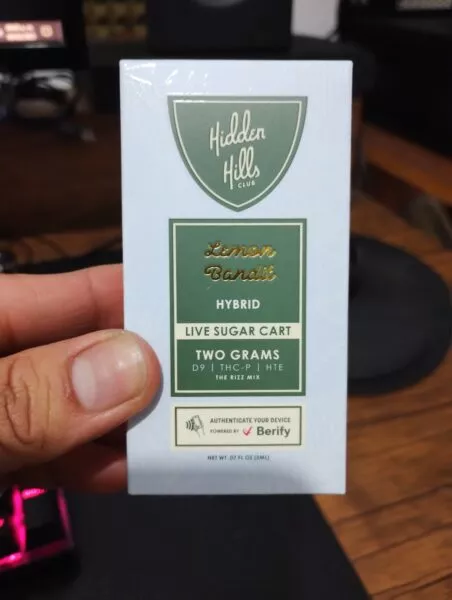 Hidden
Hills
CLUB
Lemon
Bandit
HYBRID
LIVE SUGAR CART
TWO GRAMS
D9 | THC-P | HTE
THE RIZZ MIX
AUTHENTICATE YOUR DEVICE
POWERED BY Berify
NET WT .07 FL OZ (2ML)